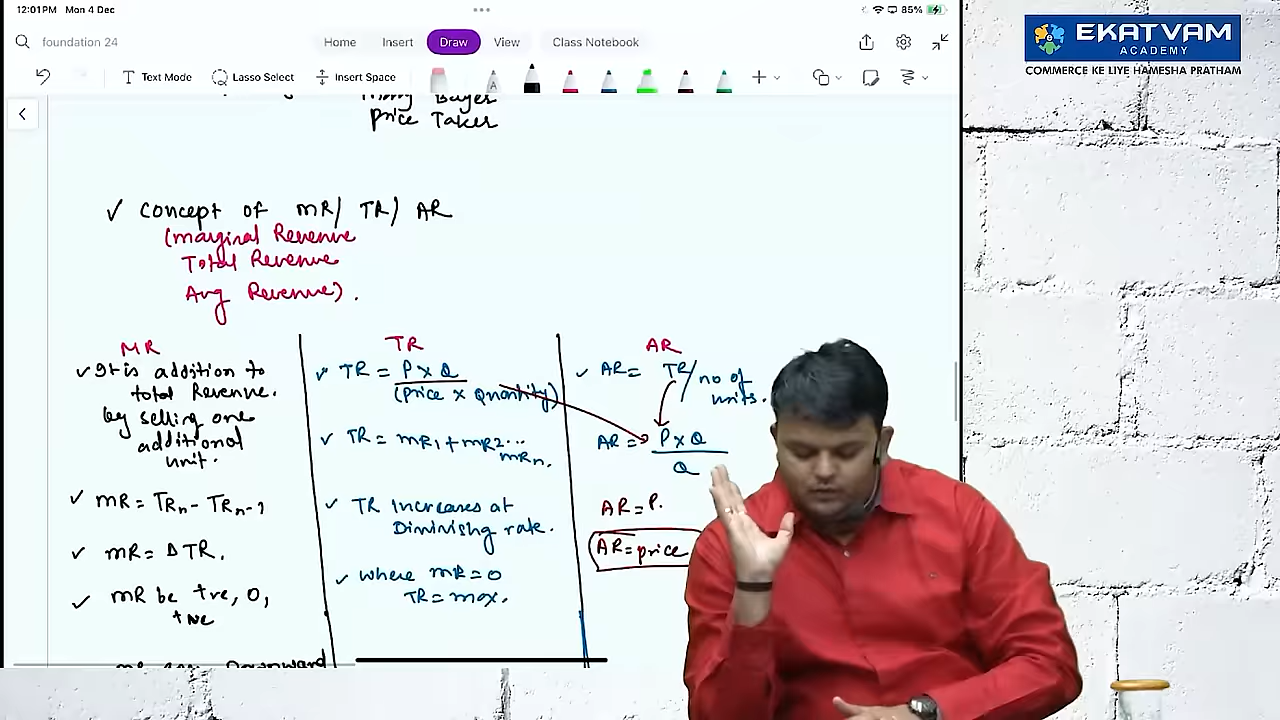 12:01PM Mon 4 Dec
85%
foundation 24
Home Insert Draw View Class Notebook
Text Mode Lasso Select Insert Space
EKATVAM
ACADEMY
COMMERCE KE LIYE HAMESHA PRATHAM
Buyer
Price Taker
✓ Concept of MR/ TR/ AR
(Marginal Revenue
Total Revenue
Avg Revenue).
MR
✓ It is addition to
total Revenue.
by selling one
additional
unit.
✓ MR = TRn - TRn-1
✓ MR = Δ TR.
✓ MR be +ve, 0,
+ve
Downward
TR
✓ TR = P x Q
(Price x Quantity)
✓ TR = MR1 + MR2...
MRn.
✓ TR Increases at
Diminishg rate.
✓ where MR = 0
TR = max.
AR
✓ AR = TR/no of
units.
AR = P x Q
Q
AR = P.
AR = price